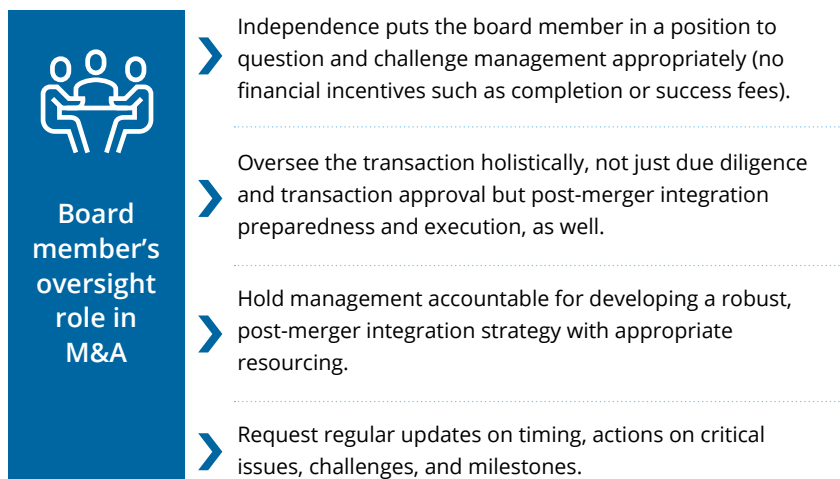 Board
member’s
oversight
role in
M&A
Independence puts the board member in a position to
question and challenge management appropriately (no
financial incentives such as completion or success fees).
Oversee the transaction holistically, not just due diligence
and transaction approval but post-merger integration
preparedness and execution, as well.
Hold management accountable for developing a robust,
post-merger integration strategy with appropriate
resourcing.
Request regular updates on timing, actions on critical
issues, challenges, and milestones.